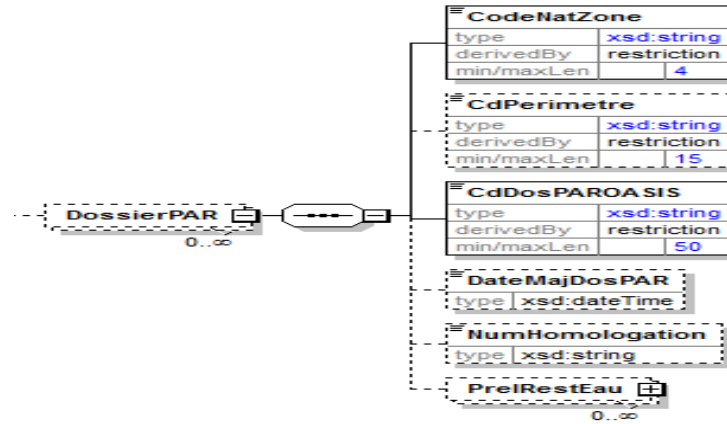 CodeNatZone
type xsd:string
derivedBy restriction
min/maxLen 4
CdPerimetre
type xsd:string
derivedBy restriction
min/maxLen 15
DossierPAR
0..∞
CdDosPAROASIS
type xsd:string
derivedBy restriction
min/maxLen 50
DateMajDosPAR
type xsd:dateTime
NumHomologation
type xsd:string
PrelRestEau
0..∞